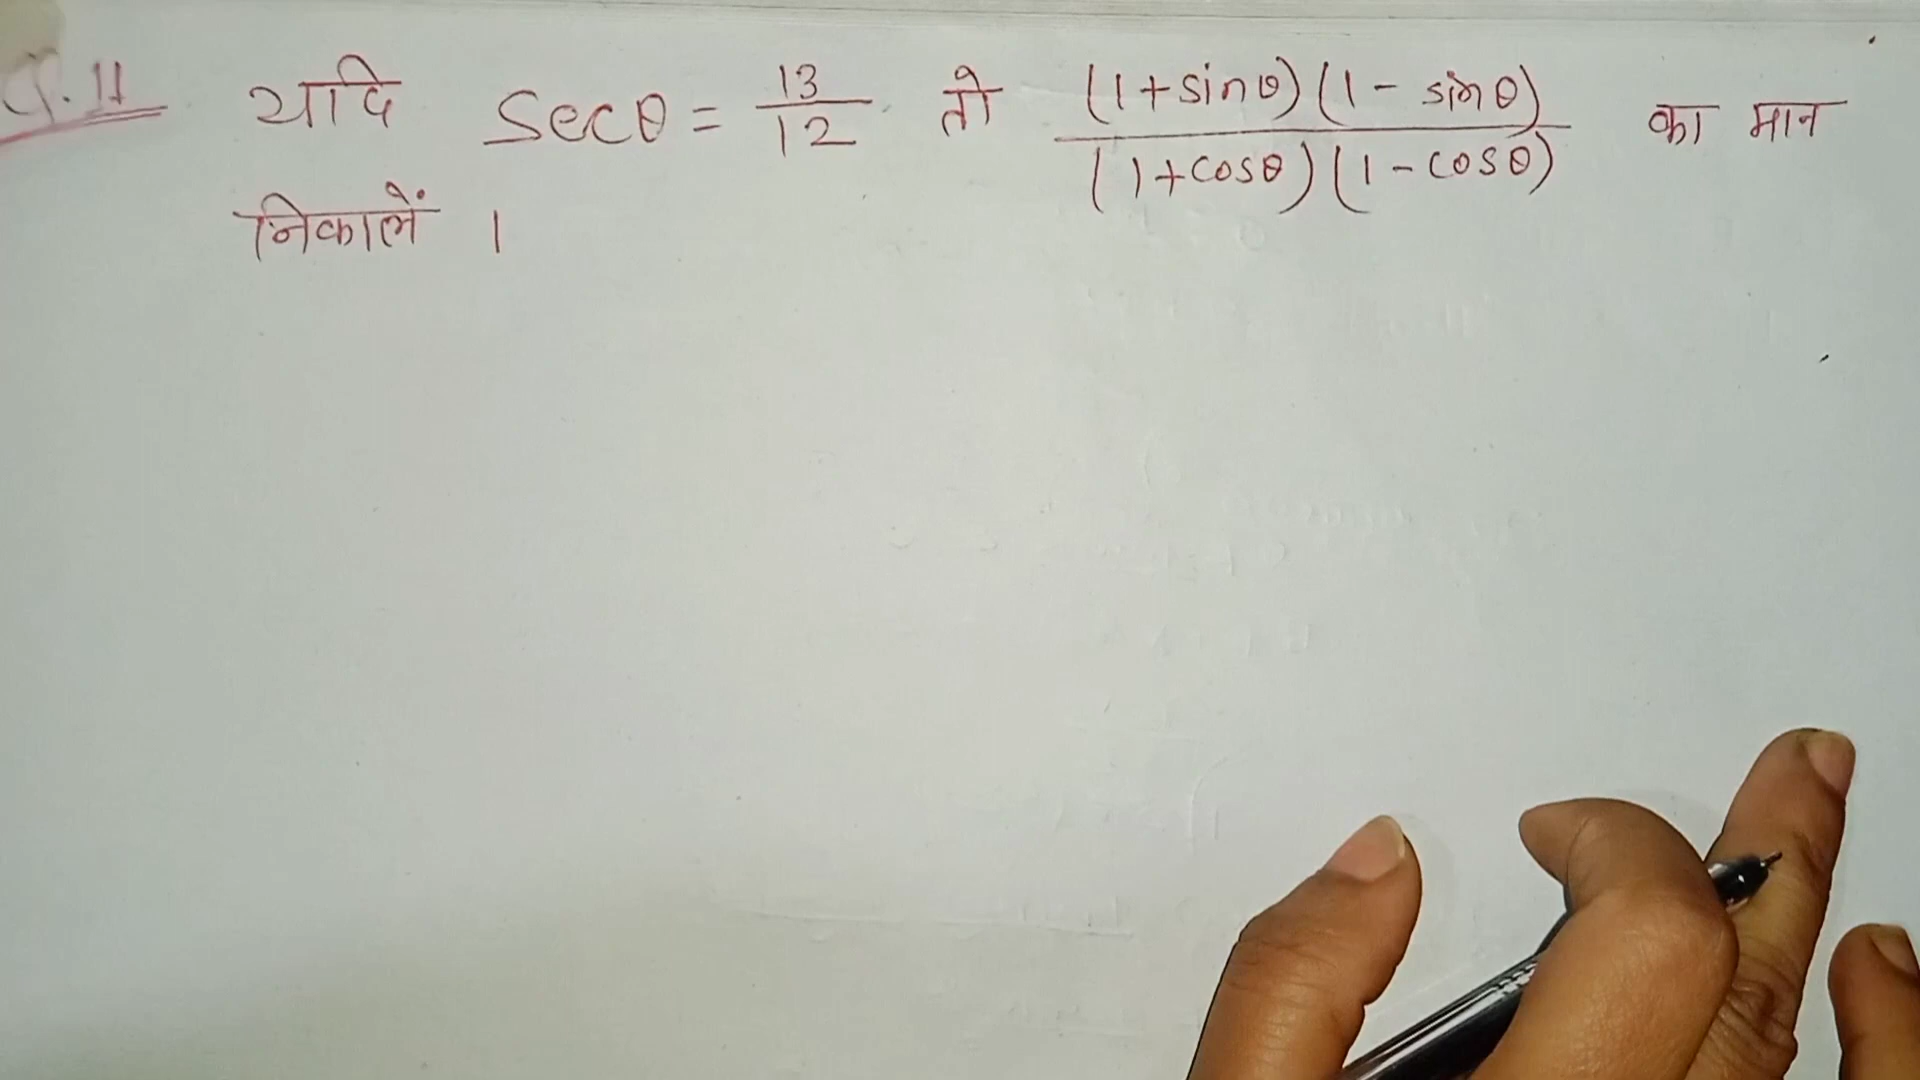 Q. 11 यदि secθ = 13/12 तो (1+sinθ)(1-sinθ)/(1+cosθ)(1-cosθ) का मान
निकालें ।